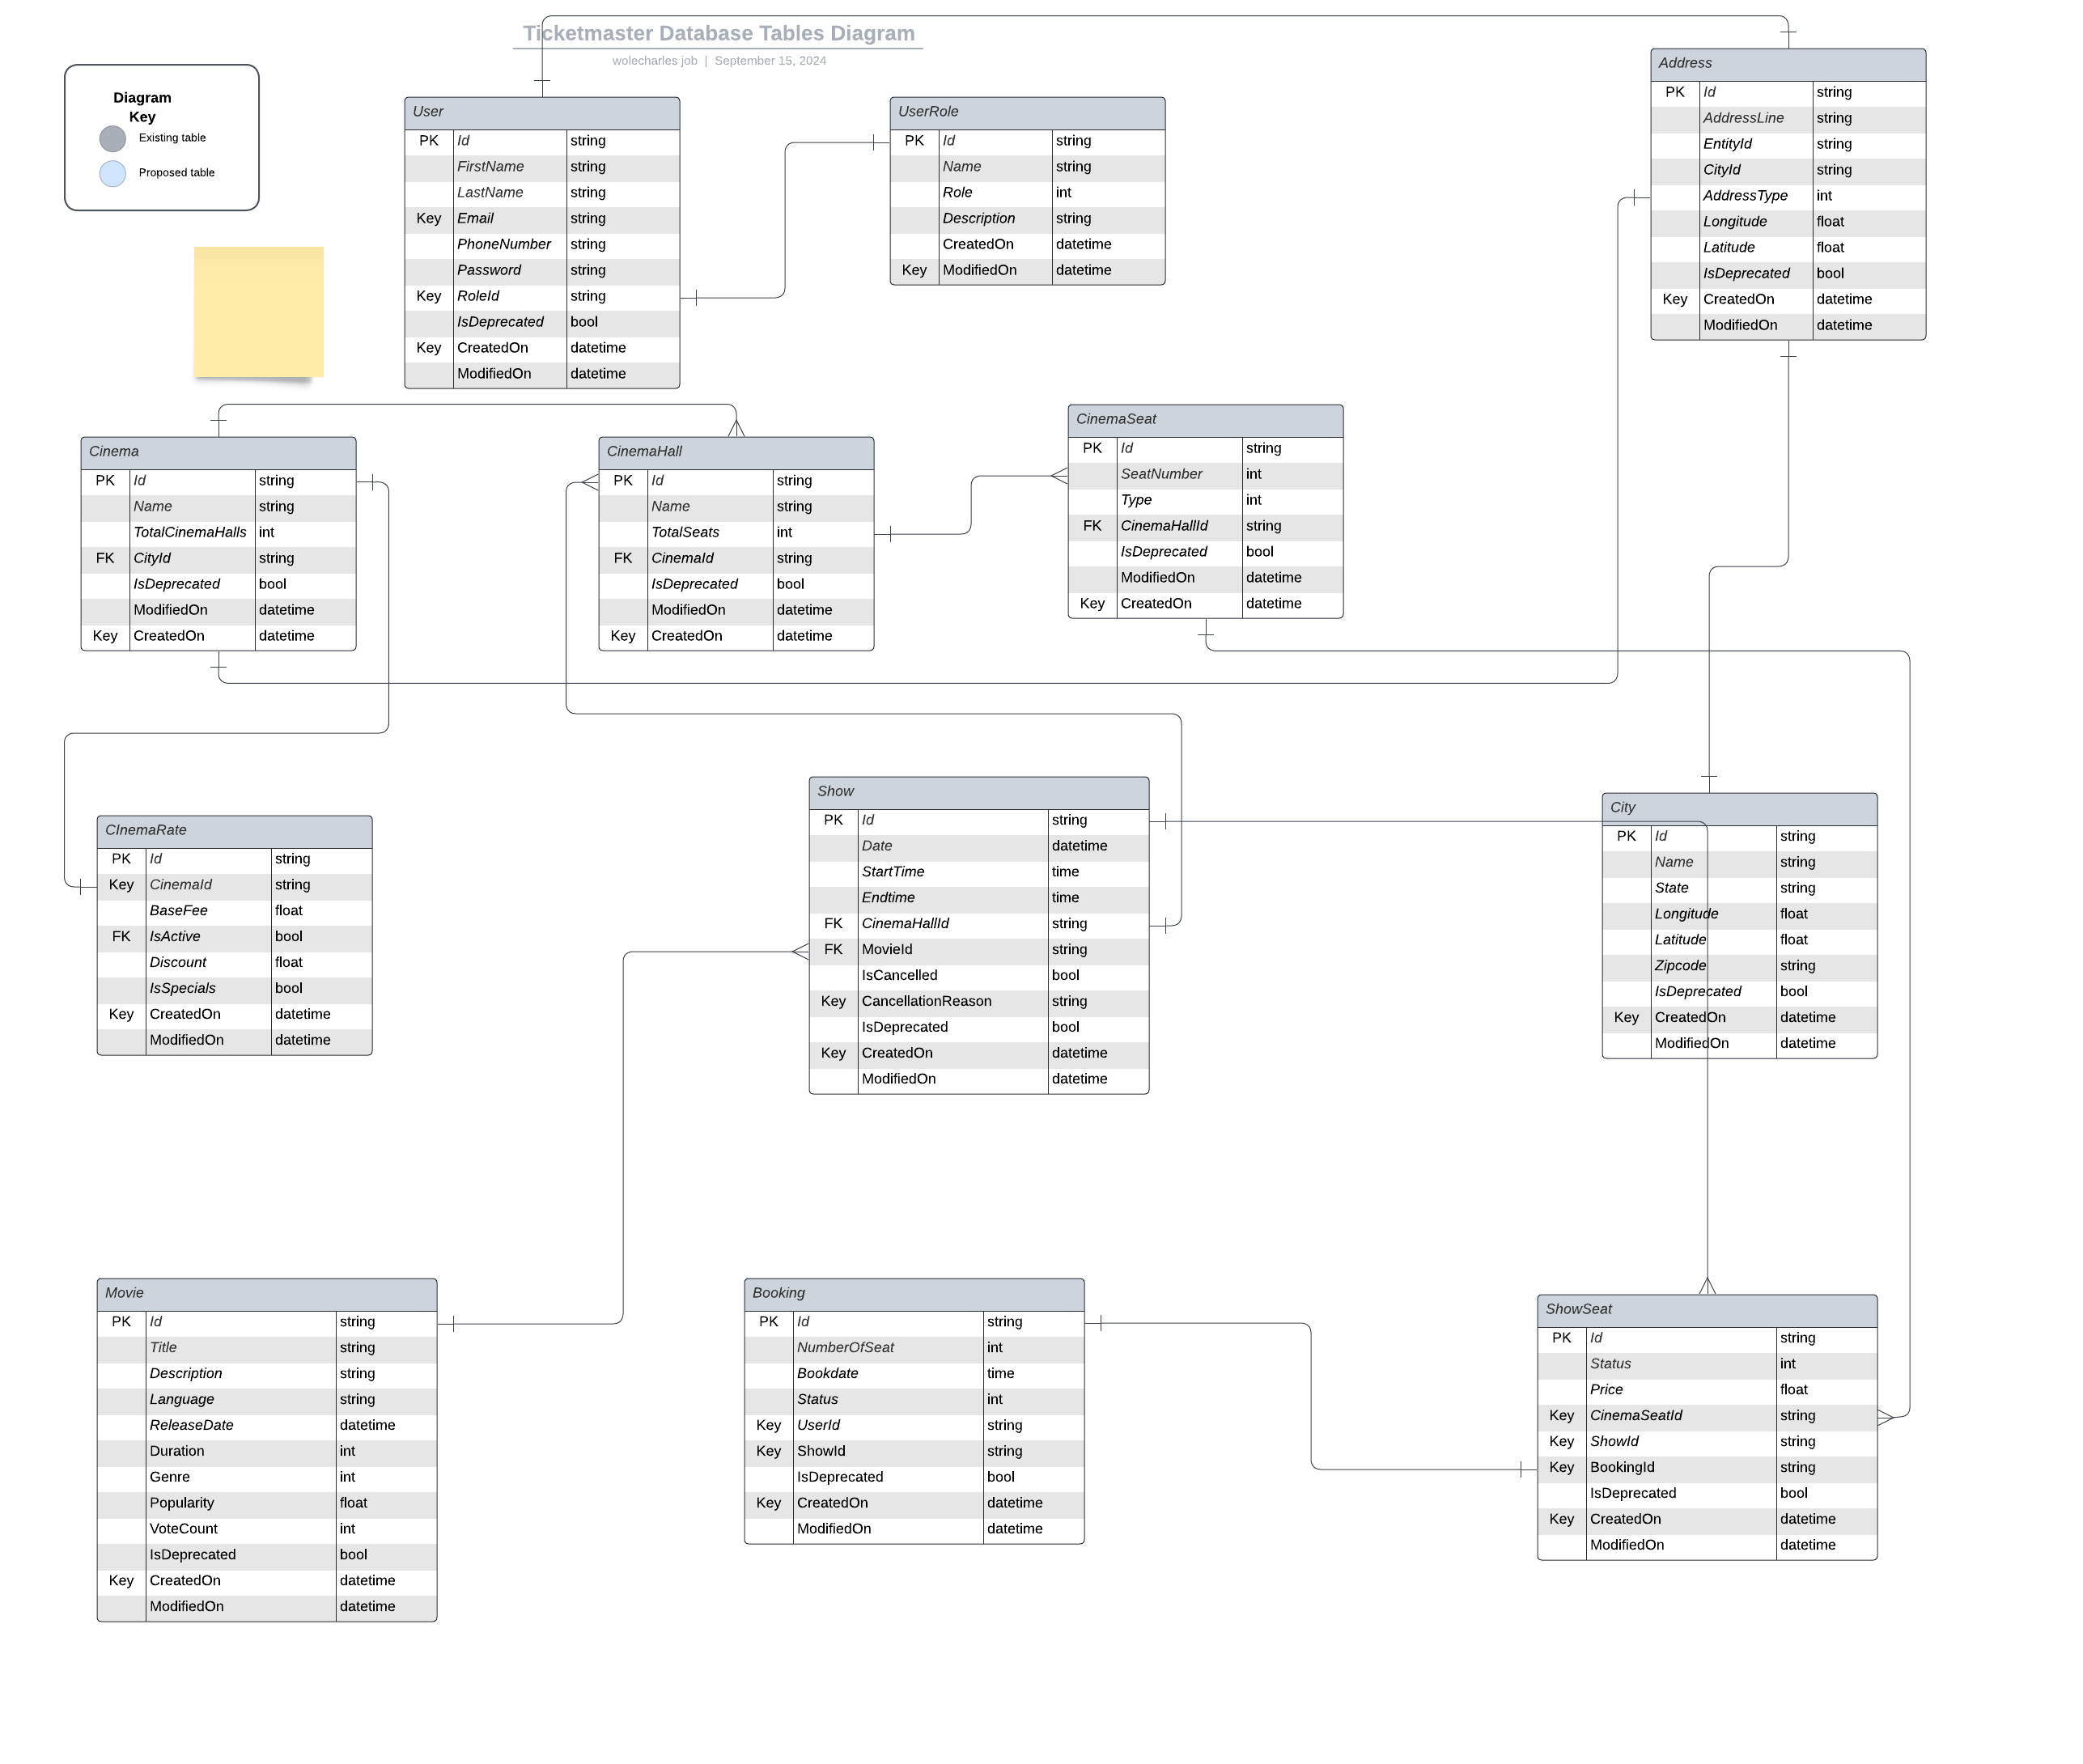 Ticketmaster Database Tables Diagram
wolecharles job | September 15, 2024
Diagram
Key
Existing table
Proposed table
User
PK Id string
FirstName string
LastName string
Key Email string
PhoneNumber string
Password string
Key RoleId string
IsDeprecated bool
Key CreatedOn datetime
ModifiedOn datetime
UserRole
PK Id string
Name string
Role int
Description string
CreatedOn datetime
Key ModifiedOn datetime
Address
PK Id string
AddressLine string
EntityId string
CityId string
AddressType int
Longitude float
Latitude float
IsDeprecated bool
Key CreatedOn datetime
ModifiedOn datetime
Cinema
PK Id string
Name string
TotalCinemaHalls int
FK CityId string
IsDeprecated bool
ModifiedOn datetime
Key CreatedOn datetime
CinemaHall
PK Id string
Name string
TotalSeats int
FK CinemaId string
IsDeprecated bool
ModifiedOn datetime
Key CreatedOn datetime
CinemaSeat
PK Id string
SeatNumber int
Type int
FK CinemaHallId string
IsDeprecated bool
ModifiedOn datetime
Key CreatedOn datetime
CInemaRate
PK Id string
Key CinemaId string
BaseFee float
FK IsActive bool
Discount float
IsSpecials bool
Key CreatedOn datetime
ModifiedOn datetime
Show
PK Id string
Date datetime
StartTime time
Endtime time
FK CinemaHallId string
FK MovieId string
IsCancelled bool
Key CancellationReason string
IsDeprecated bool
Key CreatedOn datetime
ModifiedOn datetime
City
PK Id string
Name string
State string
Longitude float
Latitude float
Zipcode string
IsDeprecated bool
Key CreatedOn datetime
ModifiedOn datetime
Movie
PK Id string
Title string
Description string
Language string
ReleaseDate datetime
Duration int
Genre int
Popularity float
VoteCount int
IsDeprecated bool
Key CreatedOn datetime
ModifiedOn datetime
Booking
PK Id string
NumberOfSeat int
Bookdate time
Status int
Key UserId string
Key ShowId string
IsDeprecated bool
Key CreatedOn datetime
ModifiedOn datetime
ShowSeat
PK Id string
Status int
Price float
Key CinemaSeatId string
Key ShowId string
Key BookingId string
IsDeprecated bool
Key CreatedOn datetime
ModifiedOn datetime